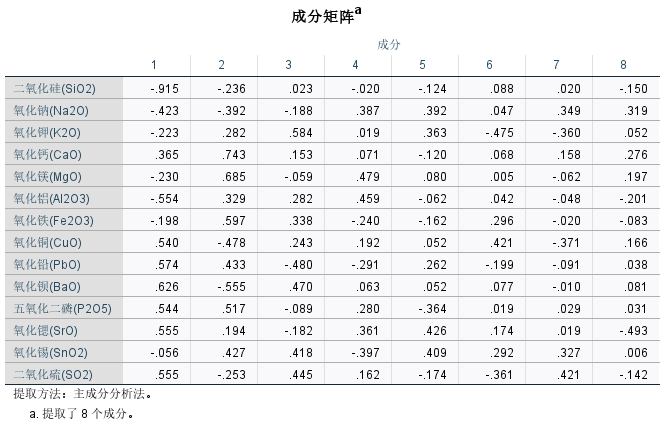 成分矩阵a
成分
1 2 3 4 5 6 7 8
二氧化硅(SiO2) -.915 -.236 .023 -.020 -.124 .088 .020 -.150
氧化钠(Na2O) -.423 -.392 -.188 .387 .392 .047 .349 .319
氧化钾(K2O) -.223 .282 .584 .019 .363 -.475 -.360 .052
氧化钙(CaO) .365 .743 .153 .071 -.120 .068 .158 .276
氧化镁(MgO) -.230 .685 -.059 .479 .080 .005 -.062 .197
氧化铝(Al2O3) -.554 .329 .282 .459 -.062 .042 -.048 -.201
氧化铁(Fe2O3) -.198 .597 .338 -.240 -.162 .296 -.020 -.083
氧化铜(CuO) .540 -.478 .243 .192 .052 .421 -.371 .166
氧化铅(PbO) .574 .433 -.480 -.291 .262 -.199 -.091 .038
氧化钡(BaO) .626 -.555 .470 .063 .052 .077 -.010 .081
五氧化二磷(P2O5) .544 .517 -.089 .280 -.364 .019 .029 .031
氧化锶(SrO) .555 .194 -.182 .361 .426 .174 .019 -.493
氧化锡(SnO2) -.056 .427 .418 -.397 .409 .292 .327 .006
二氧化硫(SO2) .555 -.253 .445 .162 -.174 -.361 .421 -.142
提取方法：主成分分析法。
a. 提取了 8 个成分。